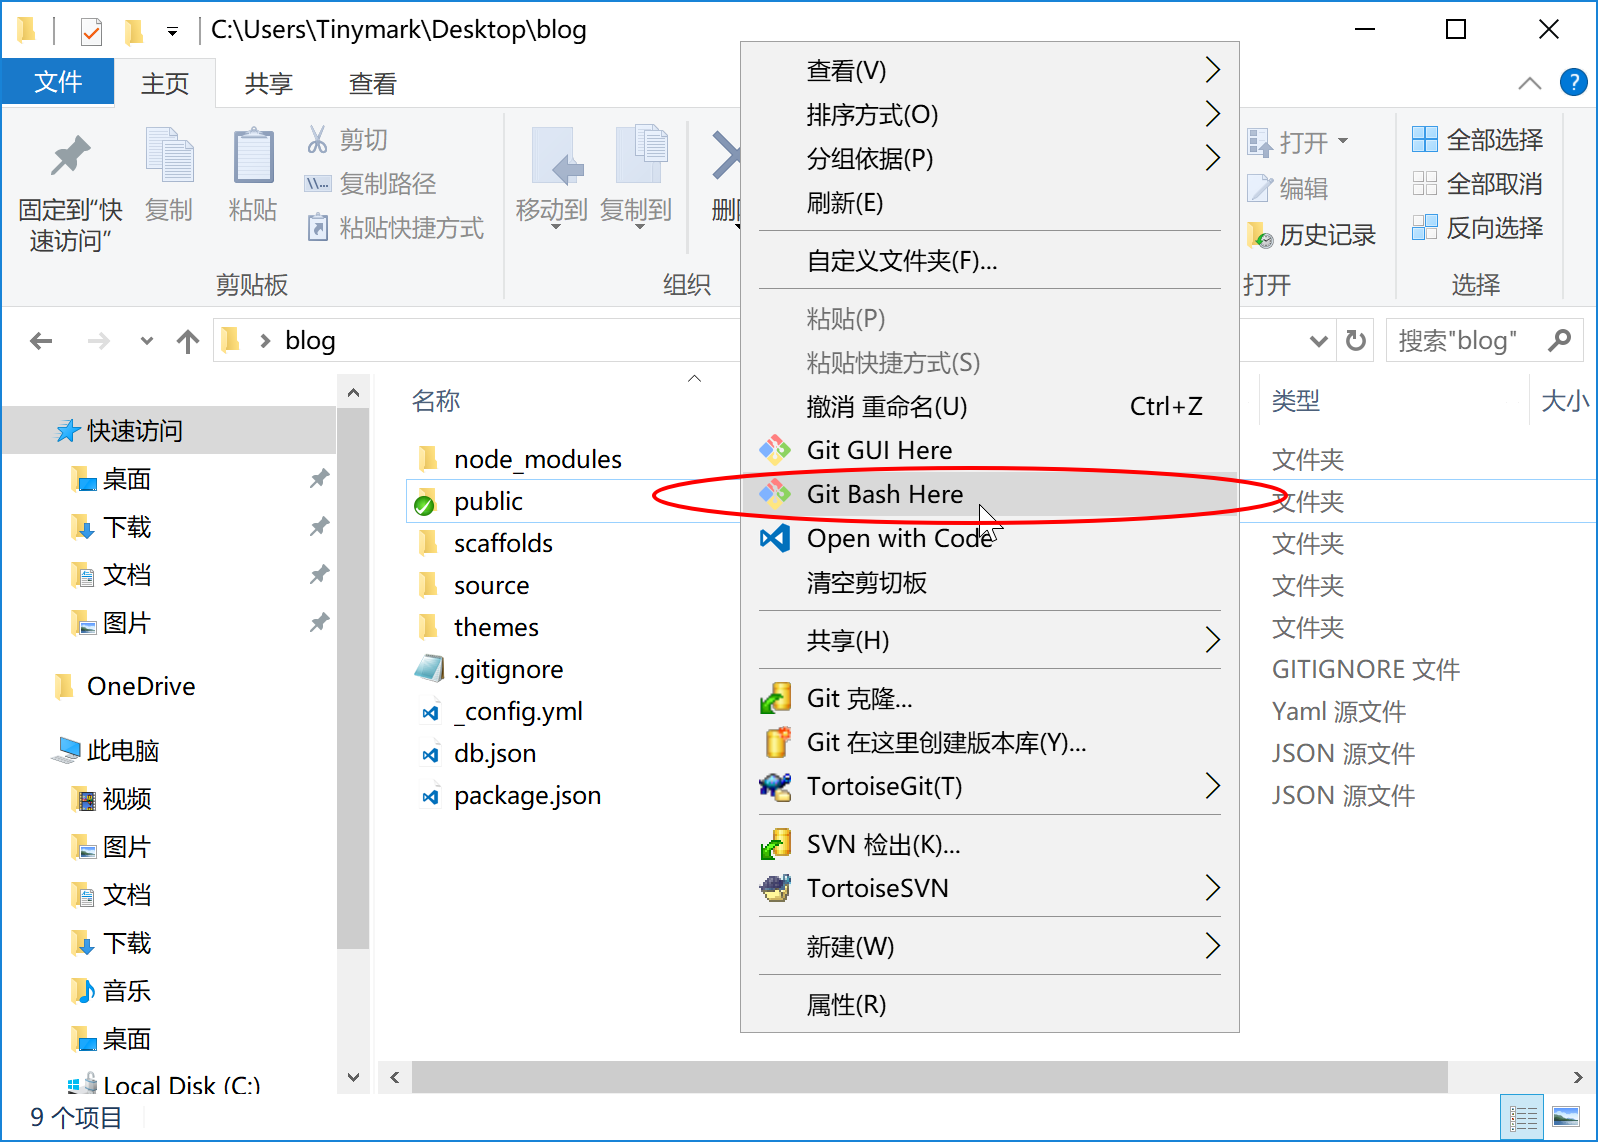 C:\Users\Tinymark\Desktop\blog
文件
主页
共享
查看
?
固定到“快
速访问”
复制
粘贴
剪切
复制路径
粘贴快捷方式
剪贴板
移动到
复制到
组织
打开
编辑
历史记录
打开
全部选择
全部取消
反向选择
选择
blog
搜索"blog"
名称
类型
大小
快速访问
桌面
下载
文档
图片
OneDrive
此电脑
视频
图片
文档
下载
音乐
桌面
Local Disk (C:)
node_modules
文件夹
public
文件夹
scaffolds
文件夹
source
文件夹
themes
文件夹
.gitignore
GITIGNORE 文件
_config.yml
Yaml 源文件
db.json
JSON 源文件
package.json
JSON 源文件
查看(V)
排序方式(O)
分组依据(P)
刷新(E)
自定义文件夹(F)...
粘贴(P)
粘贴快捷方式(S)
撤消 重命名(U) Ctrl+Z
Git GUI Here
Git Bash Here
Open with Code
清空剪切板
共享(H)
Git 克隆...
Git 在这里创建版本库(Y)...
TortoiseGit(T)
SVN 检出(K)...
TortoiseSVN
新建(W)
属性(R)
9 个项目